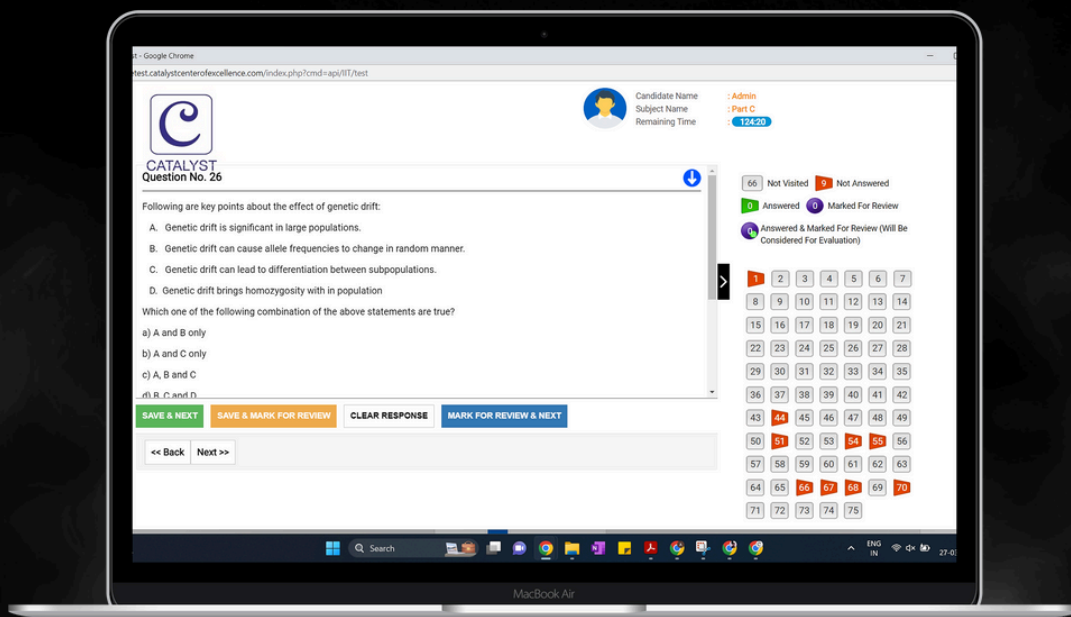 st - Google Chrome
etest.catalystcenterofexcellence.com/index.php?cmd=api/IIT/test
C
CATALYST
Candidate Name : Admin
Subject Name : Part C
Remaining Time : 124:20
Question No. 26
Following are key points about the effect of genetic drift:
A. Genetic drift is significant in large populations.
B. Genetic drift can cause allele frequencies to change in random manner.
C. Genetic drift can lead to differentiation between subpopulations.
D. Genetic drift brings homozygosity with in population
Which one of the following combination of the above statements are true?
a) A and B only
b) A and C only
c) A, B and C
d) B, C and D
SAVE & NEXT SAVE & MARK FOR REVIEW CLEAR RESPONSE MARK FOR REVIEW & NEXT
<< Back Next >>
66 Not Visited 9 Not Answered
0 Answered 0 Marked For Review
0 Answered & Marked For Review (Will Be
Considered For Evaluation)
1 2 3 4 5 6 7
8 9 10 11 12 13 14
15 16 17 18 19 20 21
22 23 24 25 26 27 28
29 30 31 32 33 34 35
36 37 38 39 40 41 42
43 44 45 46 47 48 49
50 51 52 53 54 55 56
57 58 59 60 61 62 63
64 65 66 67 68 69 70
71 72 73 74 75
Search
ENG
IN
27-0
MacBook Air